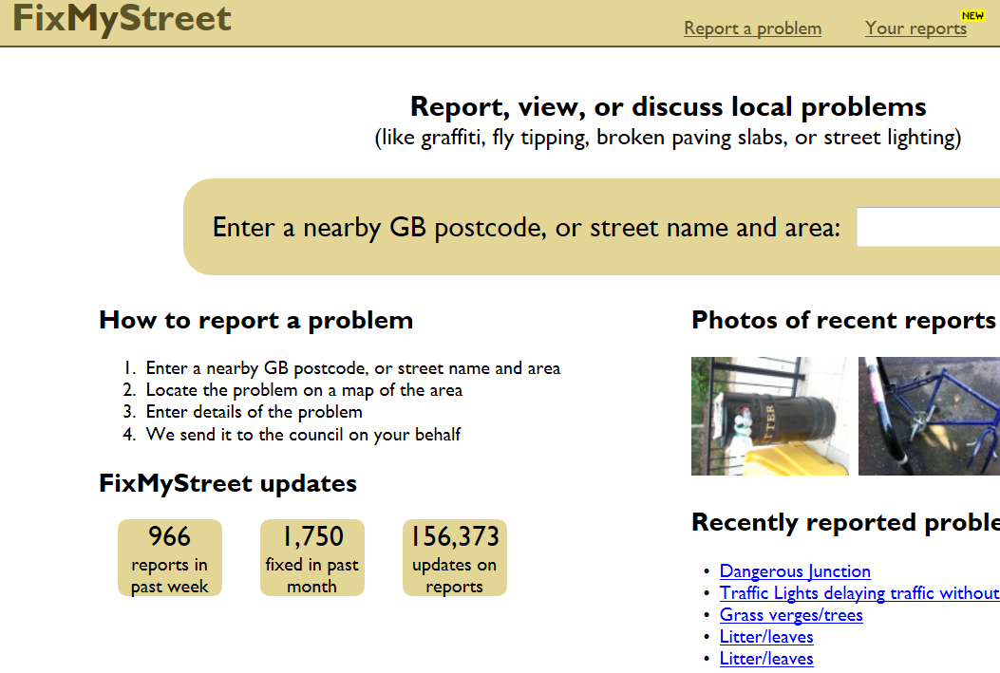 FixMyStreet
Report a problem
Your reports
NEW
Report, view, or discuss local problems
(like graffiti, fly tipping, broken paving slabs, or street lighting)
Enter a nearby GB postcode, or street name and area:
How to report a problem
1. Enter a nearby GB postcode, or street name and area
2. Locate the problem on a map of the area
3. Enter details of the problem
4. We send it to the council on your behalf
FixMyStreet updates
966
reports in
past week
1,750
fixed in past
month
156,373
updates on
reports
Photos of recent reports
TTER
Recently reported proble
• Dangerous Junction
• Traffic Lights delaying traffic without
• Grass verges/trees
• Litter/leaves
• Litter/leaves